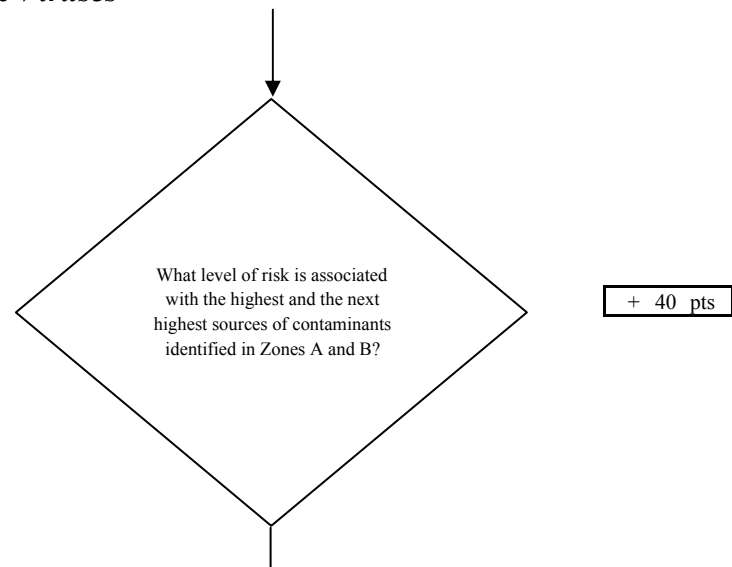 What level of risk is associated
with the highest and the next
highest sources of contaminants
identified in Zones A and B?
+ 40 pts